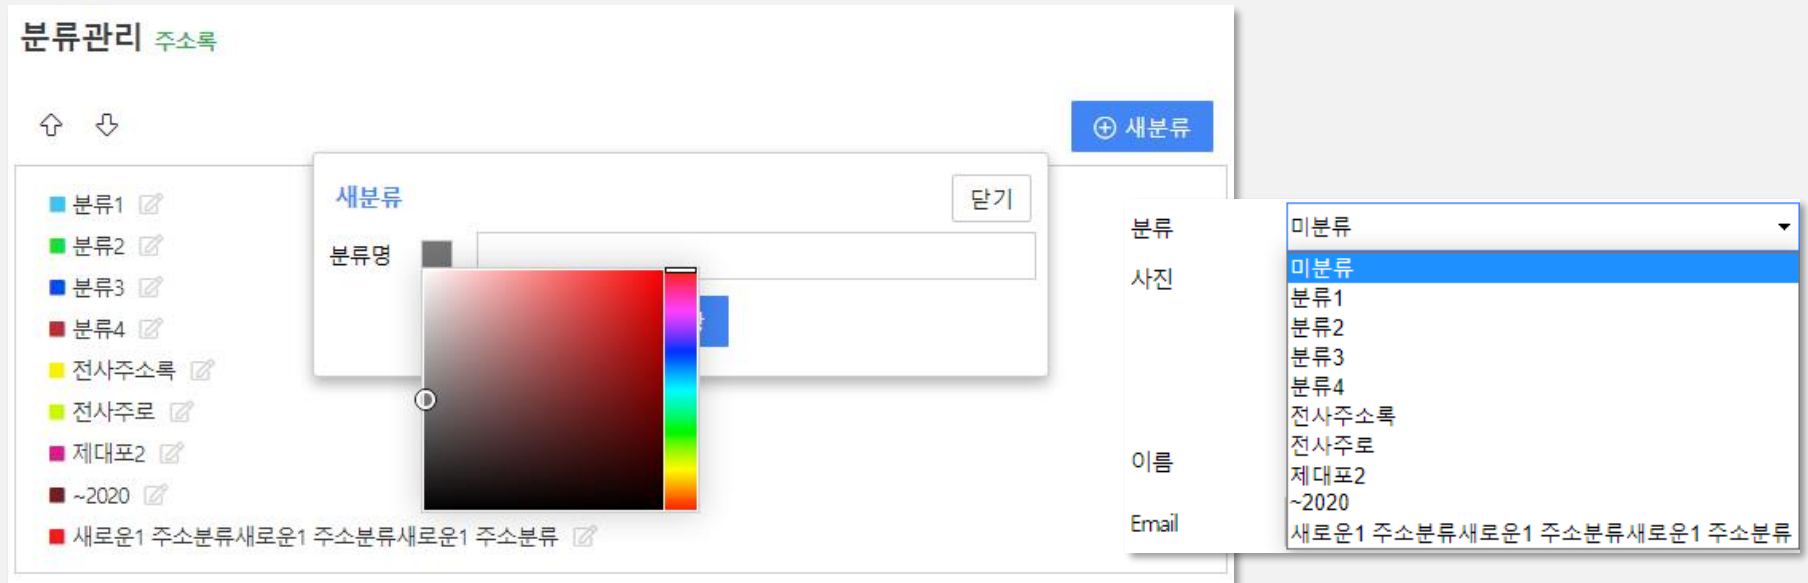 분류관리 주소록
새분류
분류1
분류2
분류3
분류4
전사주소록
전사주로
제대포2
~2020
새로운1 주소분류새로운1 주소분류새로운1 주소분류
새분류
닫기
분류명
분류
미분류
사진
이름
Email
미분류
분류1
분류2
분류3
분류4
전사주소록
전사주로
제대포2
~2020
새로운1 주소분류새로운1 주소분류새로운1 주소분류